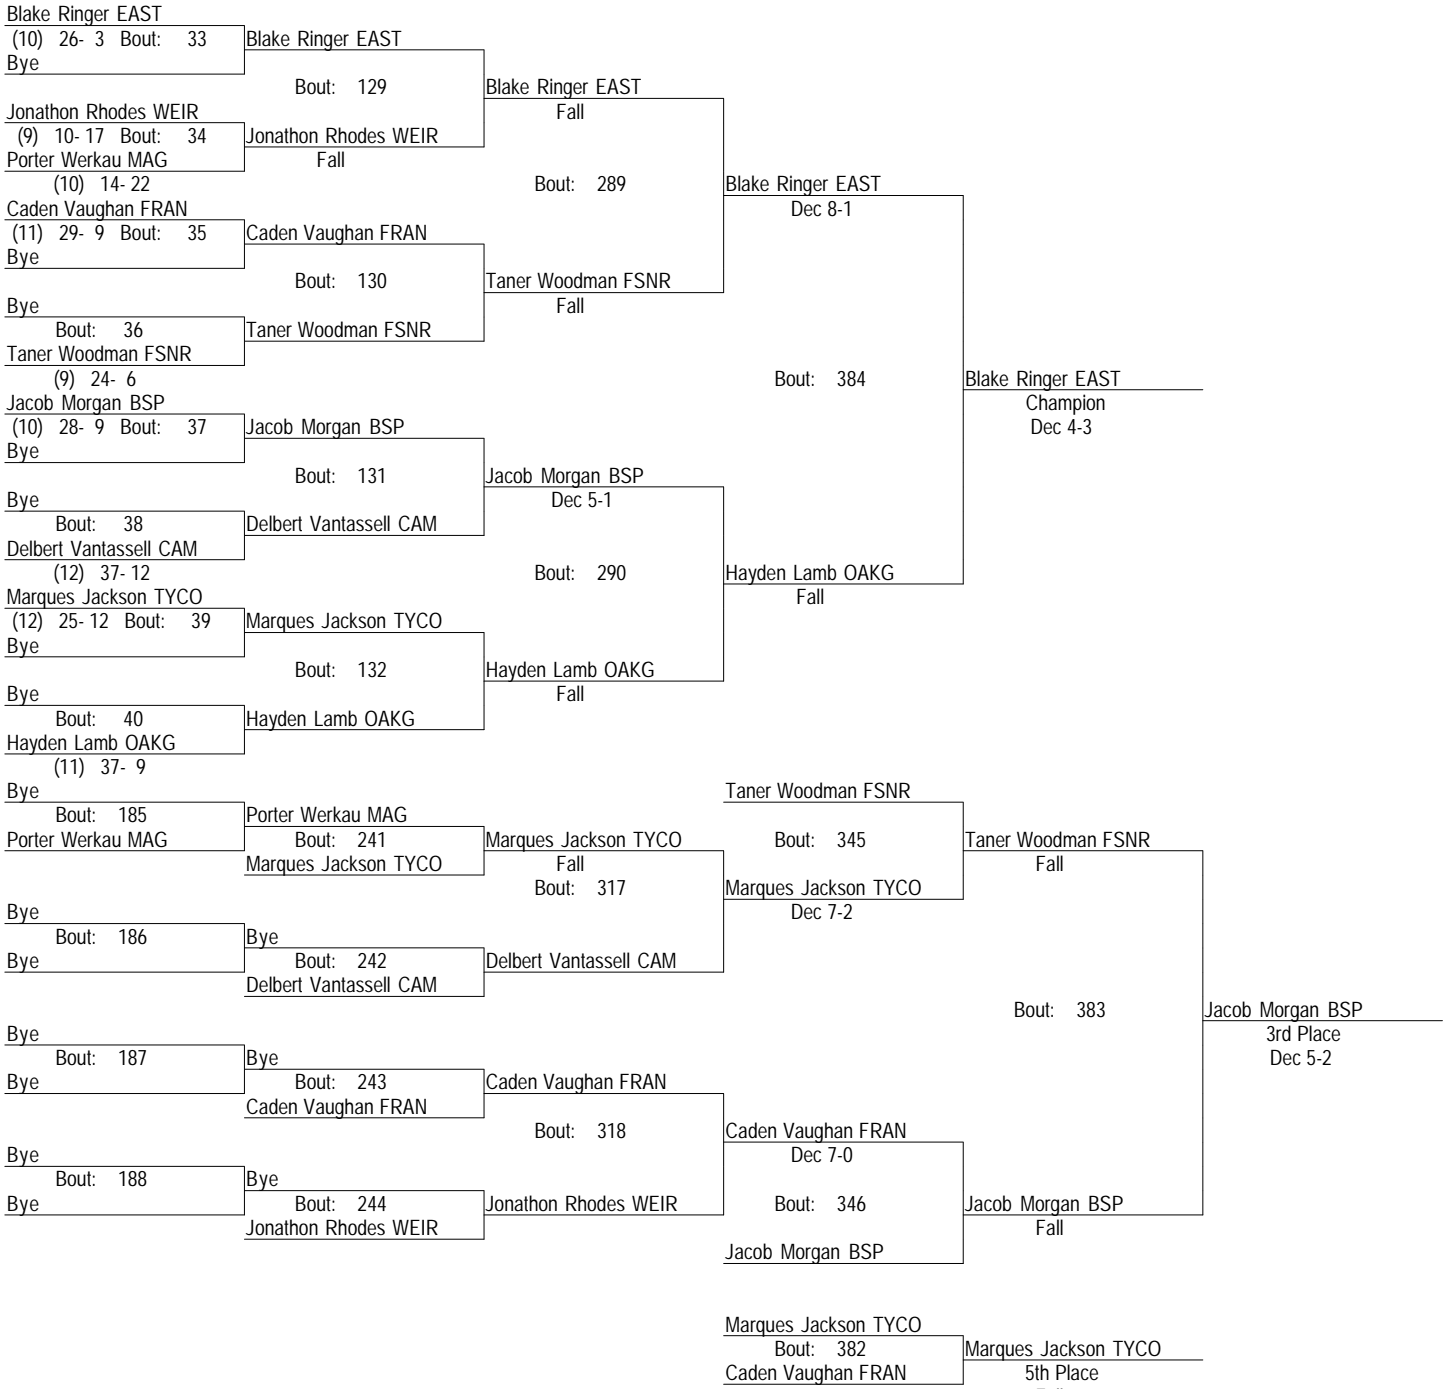 Blake Ringer EAST
(10) 26- 3 Bout: 33 Blake Ringer EAST
Bye
Bout: 129 Blake Ringer EAST
Jonathon Rhodes WEIR Fall
(9) 10- 17 Bout: 34 Jonathon Rhodes WEIR
Porter Werkau MAG Fall
(10) 14- 22 Bout: 289 Blake Ringer EAST
Caden Vaughan FRAN Dec 8-1
(11) 29- 9 Bout: 35 Caden Vaughan FRAN
Bye
Bout: 130 Taner Woodman FSNR
Bye Fall
Bout: 36 Taner Woodman FSNR
Taner Woodman FSNR
(9) 24- 6 Bout: 384 Blake Ringer EAST
Jacob Morgan BSP Champion
(10) 28- 9 Bout: 37 Jacob Morgan BSP Dec 4-3
Bye
Bout: 131 Jacob Morgan BSP
Bye Dec 5-1
Bout: 38 Delbert Vantassell CAM
Delbert Vantassell CAM
(12) 37- 12 Bout: 290 Hayden Lamb OAKG
Marques Jackson TYCO Fall
(12) 25- 12 Bout: 39 Marques Jackson TYCO
Bye
Bout: 132 Hayden Lamb OAKG
Bye Fall
Bout: 40 Hayden Lamb OAKG
Hayden Lamb OAKG
(11) 37- 9
Bye Taner Woodman FSNR
Bout: 185 Porter Werkau MAG
Porter Werkau MAG Bout: 241 Marques Jackson TYCO Bout: 345 Taner Woodman FSNR
Marques Jackson TYCO Fall Fall
Bout: 317 Marques Jackson TYCO
Bye Dec 7-2
Bout: 186 Bye
Bye Bout: 242 Delbert Vantassell CAM
Delbert Vantassell CAM
Bout: 383 Jacob Morgan BSP
Bye 3rd Place
Bout: 187 Bye Dec 5-2
Bye Bout: 243 Caden Vaughan FRAN
Caden Vaughan FRAN
Bout: 318 Caden Vaughan FRAN
Bye Dec 7-0
Bout: 188 Bye
Bye Bout: 244 Jonathon Rhodes WEIR Bout: 346 Jacob Morgan BSP
Jonathon Rhodes WEIR Fall
Jacob Morgan BSP
Marques Jackson TYCO
Bout: 382 Marques Jackson TYCO
Caden Vaughan FRAN 5th Place